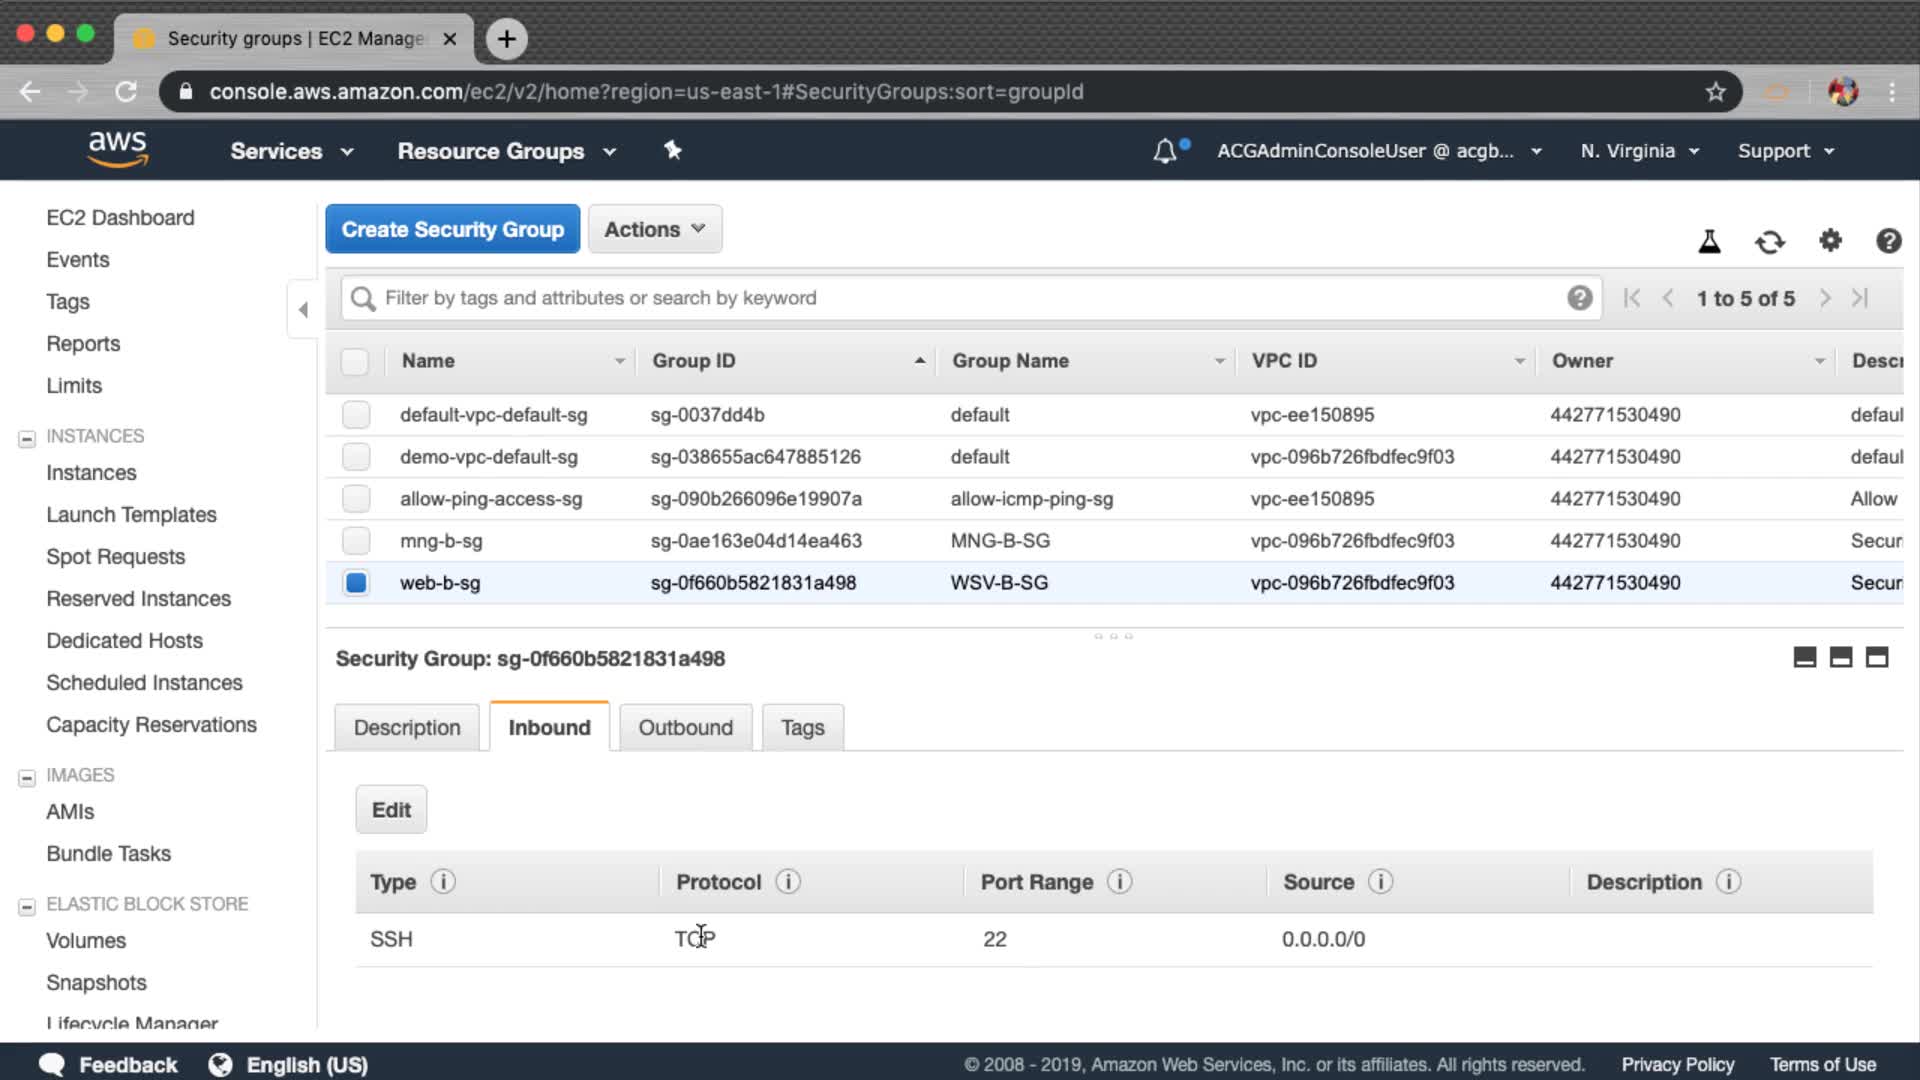 Security groups | EC2 Manage
console.aws.amazon.com/ec2/v2/home?region=us-east-1#SecurityGroups:sort=groupId
aws Services Resource Groups ACGAdminConsoleUser @ acgb... N. Virginia Support
EC2 Dashboard
Events
Tags
Reports
Limits
INSTANCES
Instances
Launch Templates
Spot Requests
Reserved Instances
Dedicated Hosts
Scheduled Instances
Capacity Reservations
IMAGES
AMIs
Bundle Tasks
ELASTIC BLOCK STORE
Volumes
Snapshots
Lifecycle Manager
Create Security Group Actions
Filter by tags and attributes or search by keyword 1 to 5 of 5
Name Group ID Group Name VPC ID Owner Descr
default-vpc-default-sg sg-0037dd4b default vpc-ee150895 442771530490 defaul
demo-vpc-default-sg sg-038655ac647885126 default vpc-096b726fbdfec9f03 442771530490 defaul
allow-ping-access-sg sg-090b266096e19907a allow-icmp-ping-sg vpc-ee150895 442771530490 Allow
mng-b-sg sg-0ae163e04d14ea463 MNG-B-SG vpc-096b726fbdfec9f03 442771530490 Secur
web-b-sg sg-0f660b5821831a498 WSV-B-SG vpc-096b726fbdfec9f03 442771530490 Secur
Security Group: sg-0f660b5821831a498
Description Inbound Outbound Tags
Edit
Type Protocol Port Range Source Description
SSH TCP 22 0.0.0.0/0
Feedback English (US) © 2008 - 2019, Amazon Web Services, Inc. or its affiliates. All rights reserved. Privacy Policy Terms of Use